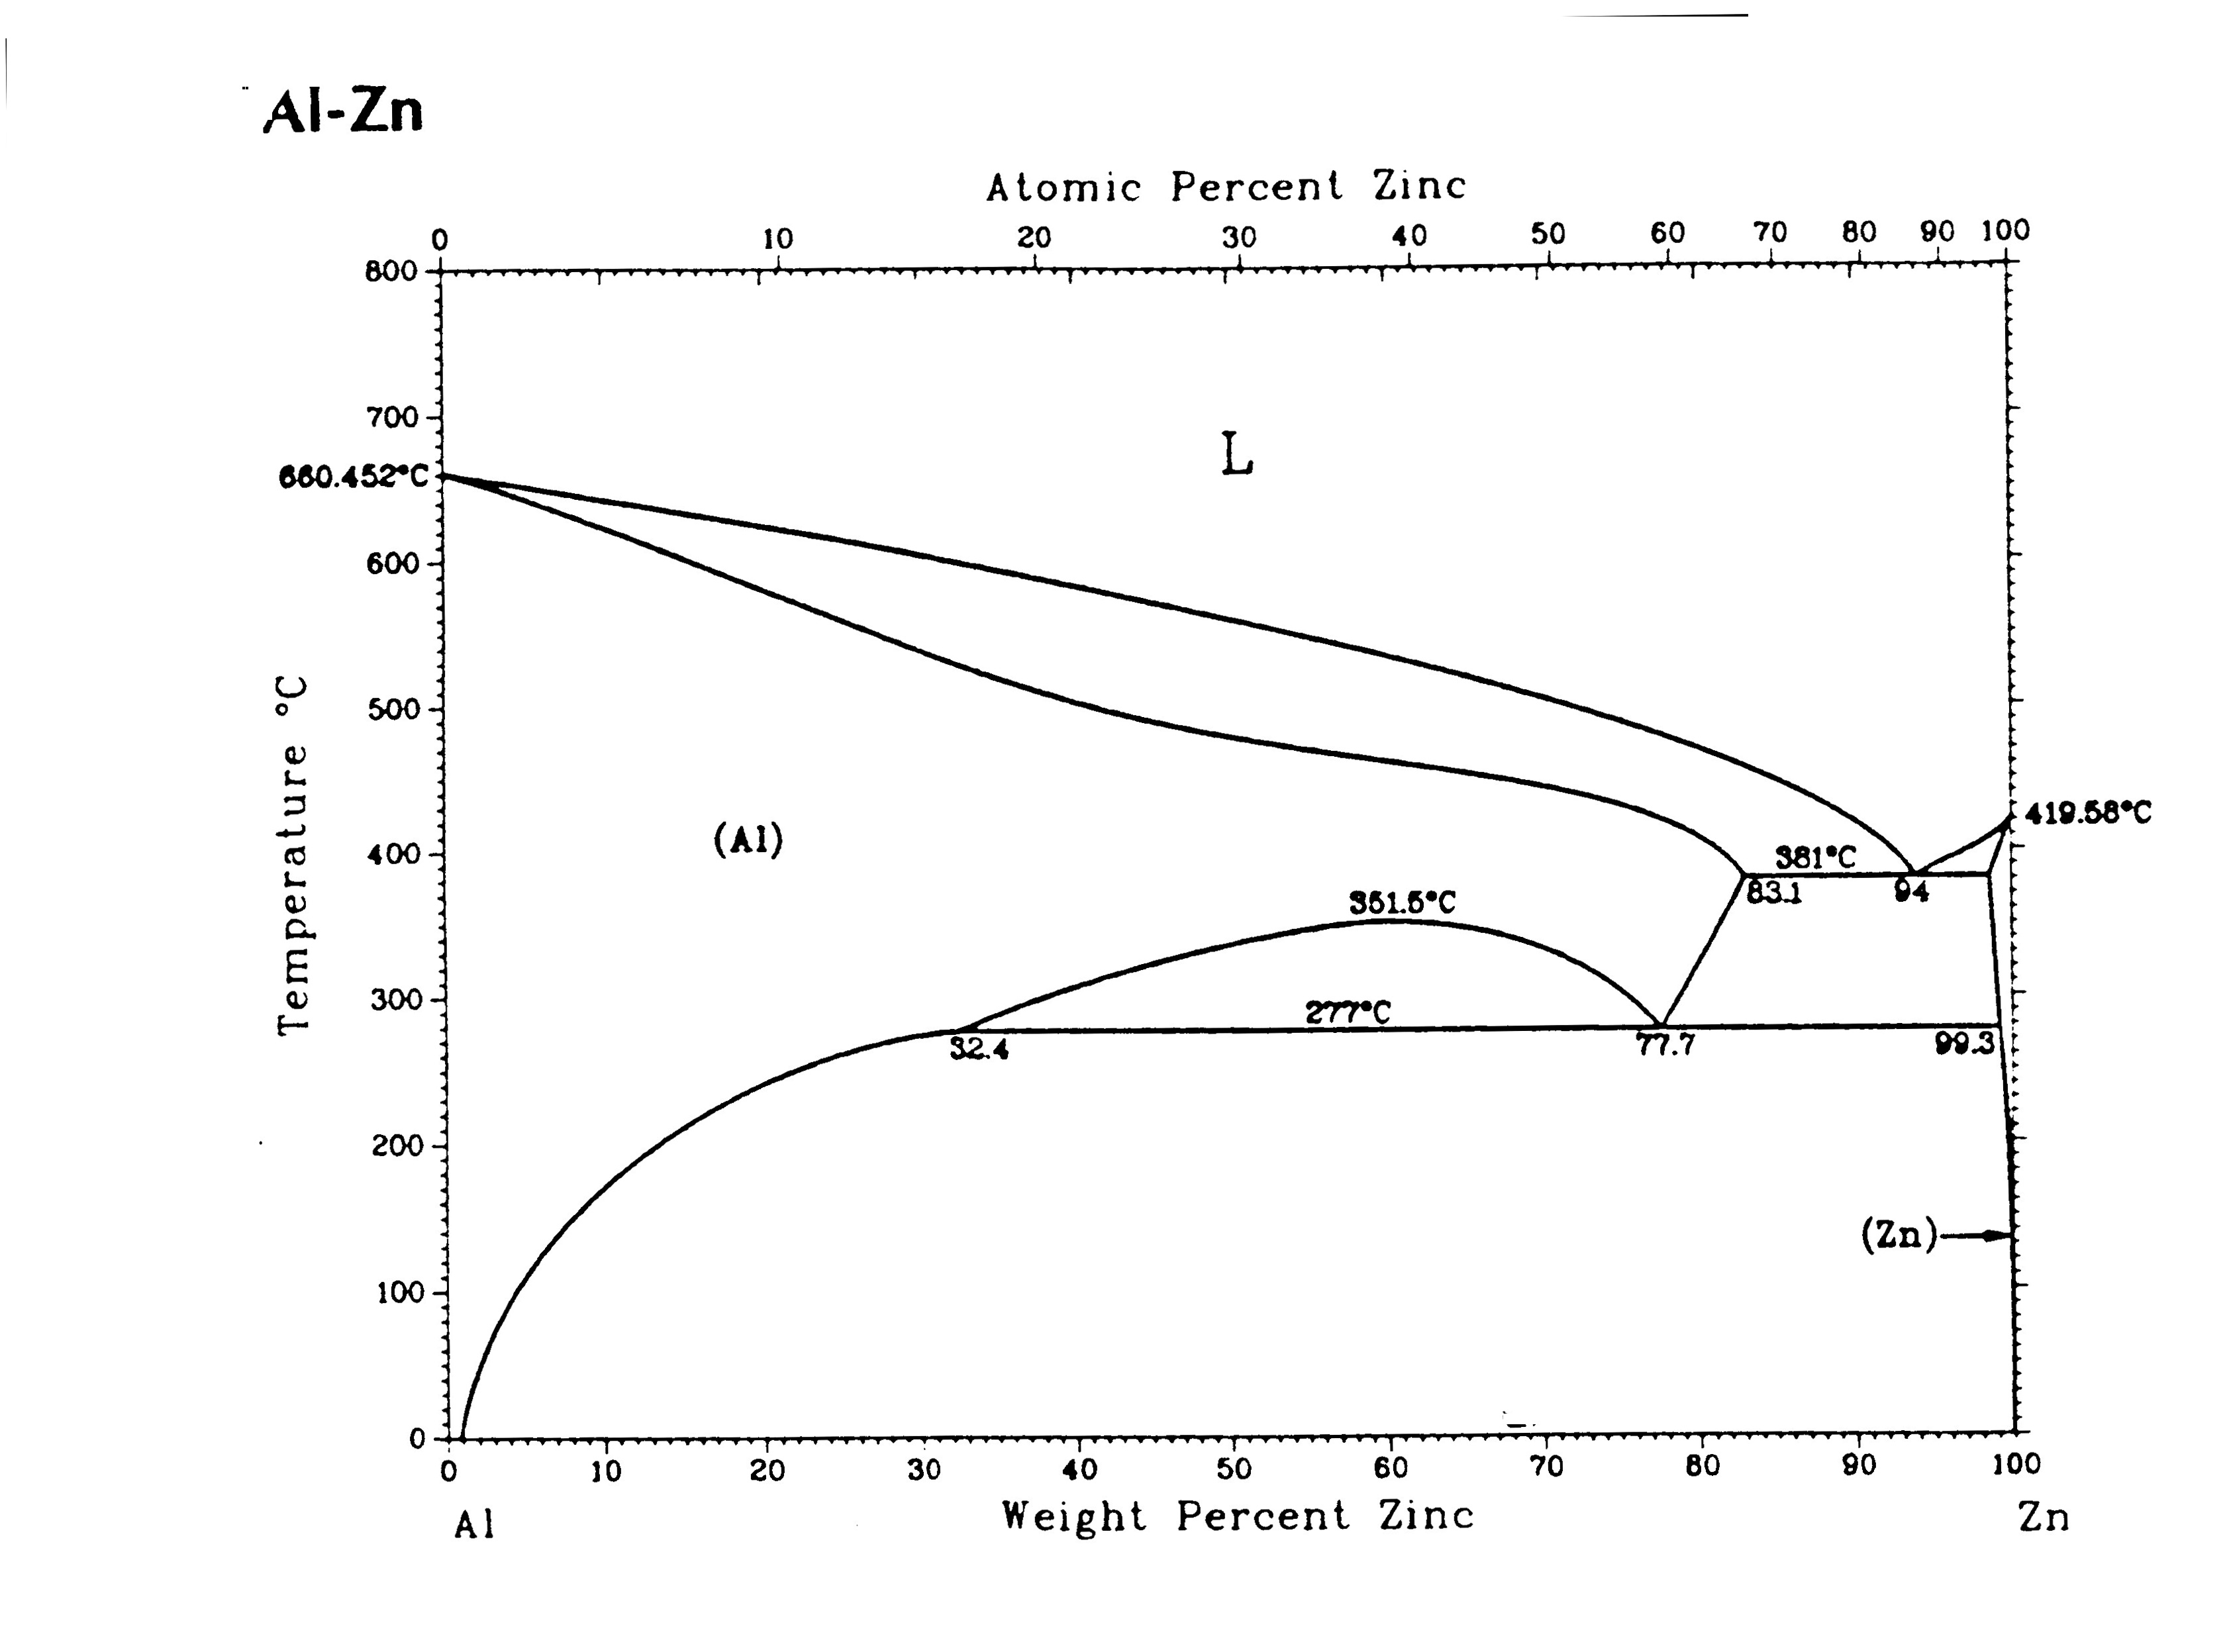 Al-Zn
Atomic Percent Zinc
0 10 20 30 40 50 60 70 80 90 100
800
700
L
660.452°C
600
Temperature °C
500
(Al)
419.58°C
400
381°C
83.1
94
351.5°C
300
277°C
32.4
77.7
99.3
200
(Zn)
100
0
0 10 20 30 40 50 60 70 80 90 100
Al
Weight Percent Zinc
Zn